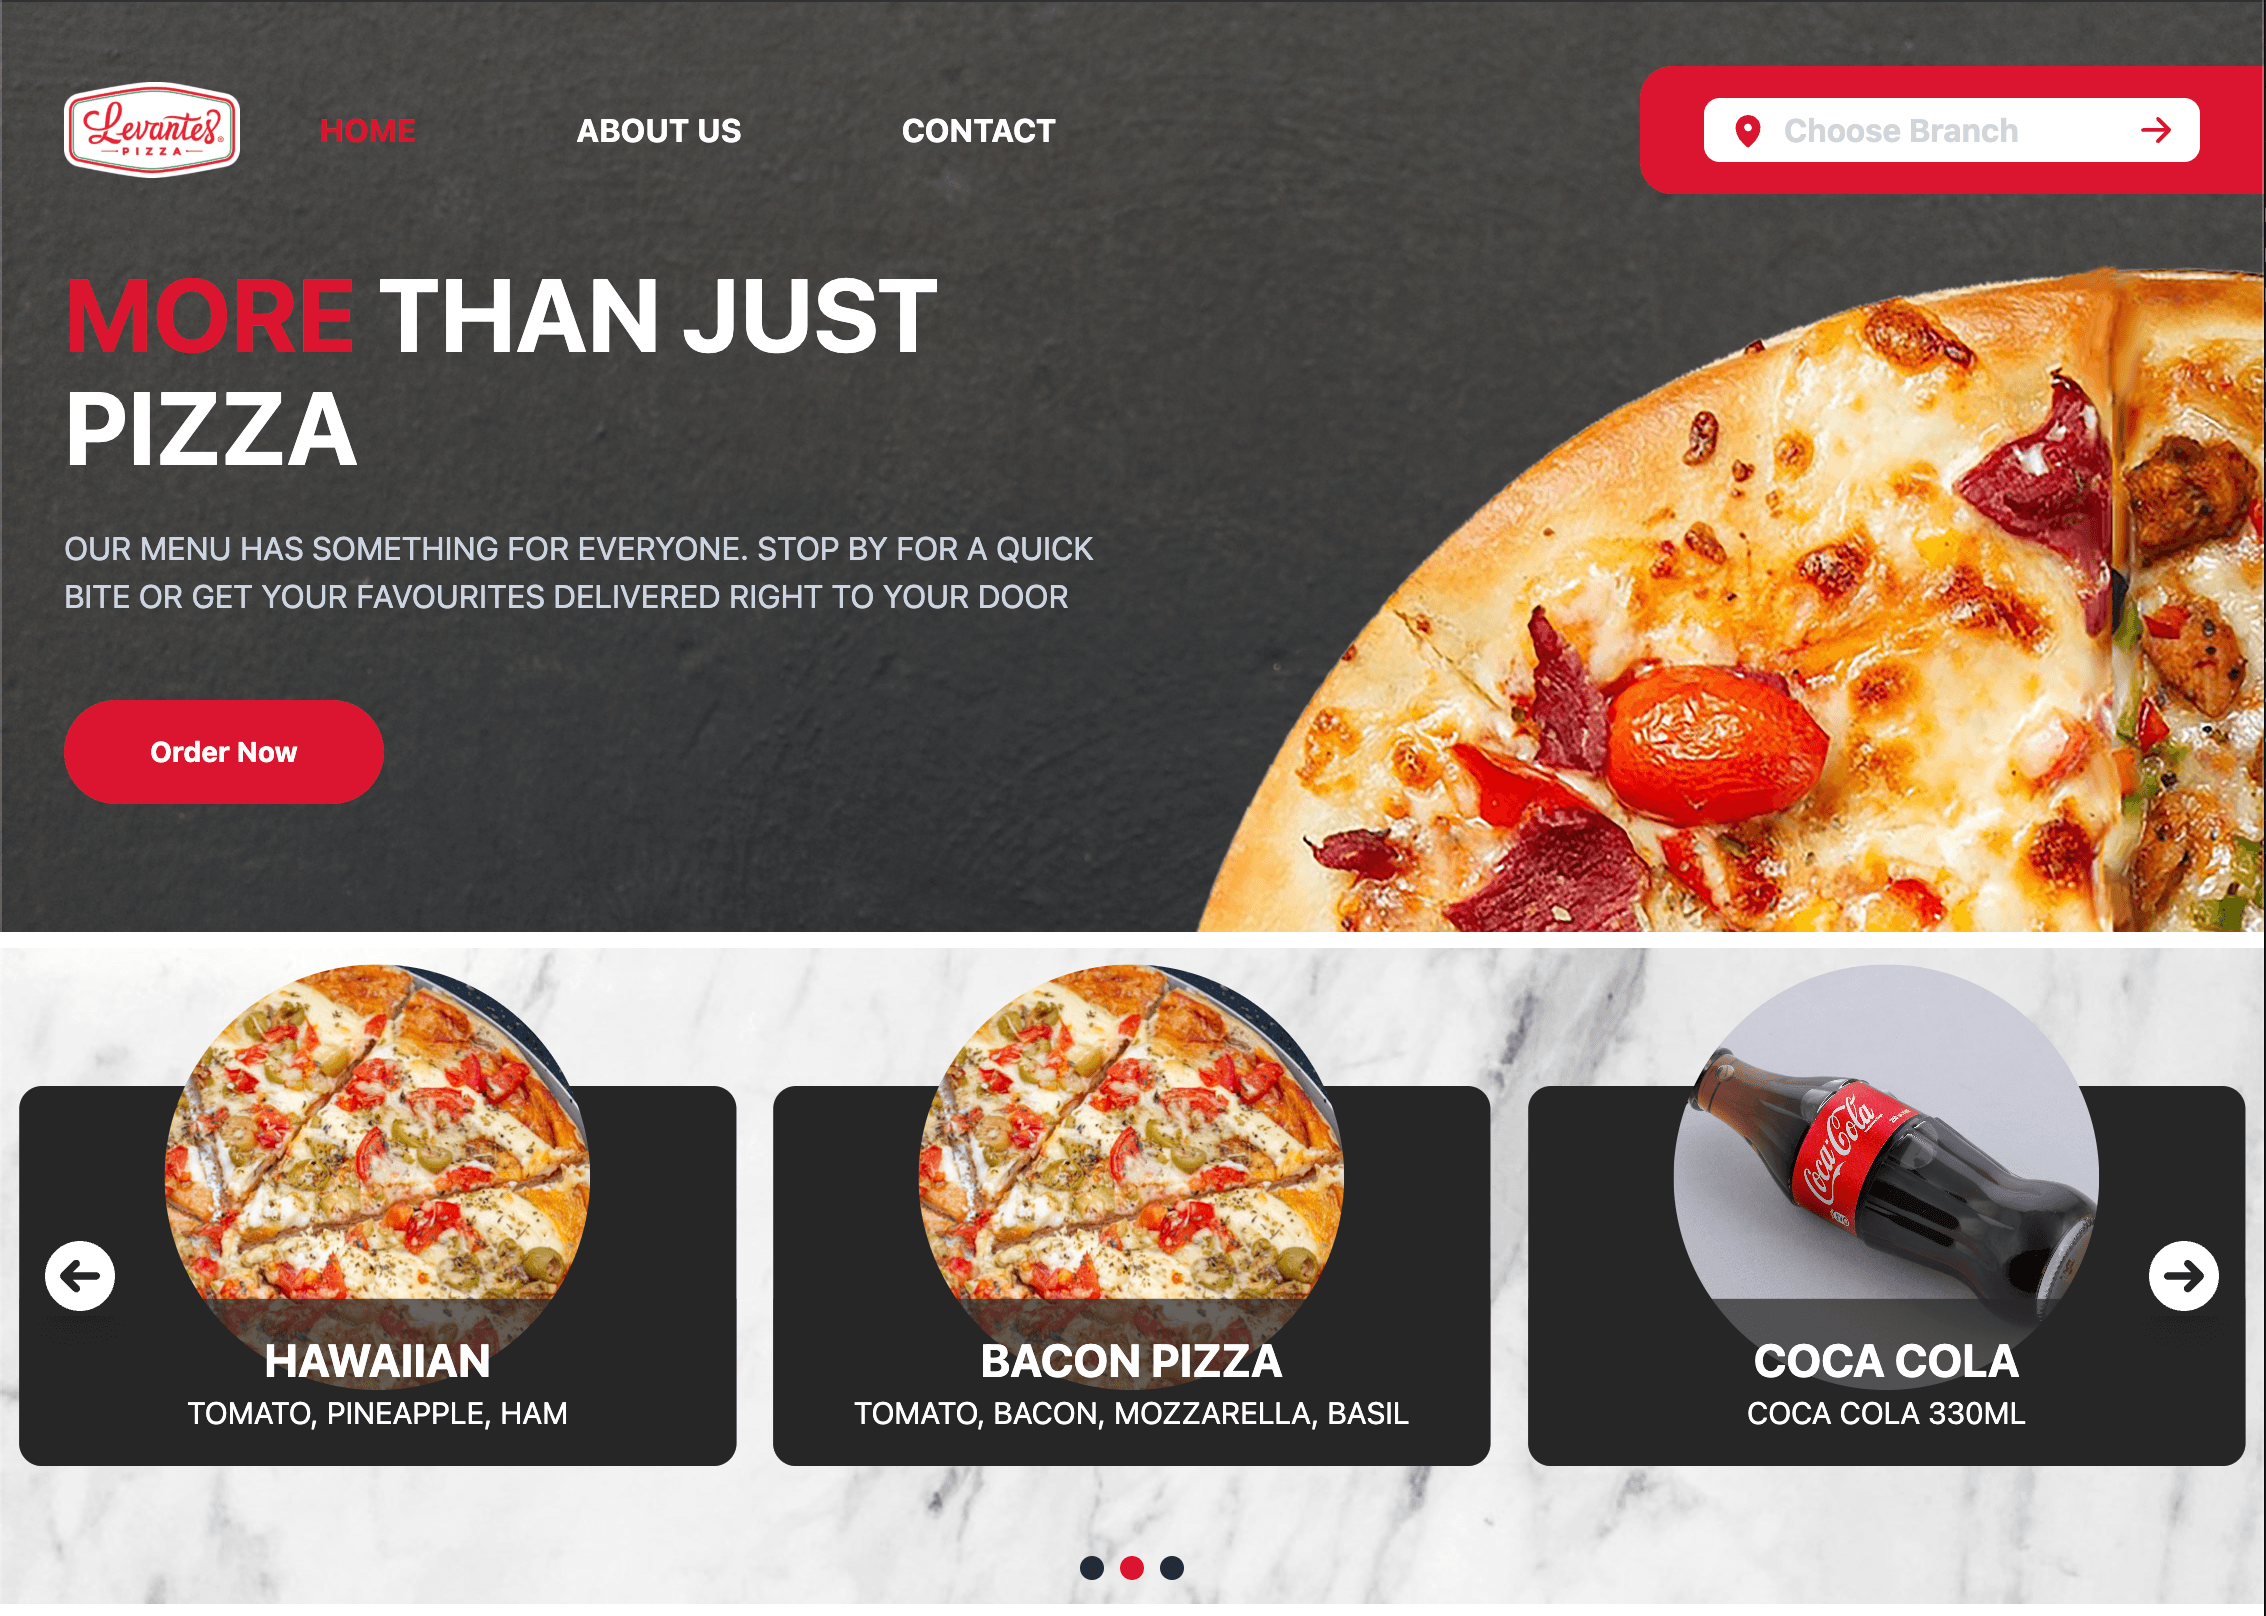 Levantes®
PIZZA
HOME
ABOUT US
CONTACT
Choose Branch
MORE THAN JUST
PIZZA
OUR MENU HAS SOMETHING FOR EVERYONE. STOP BY FOR A QUICK
BITE OR GET YOUR FAVOURITES DELIVERED RIGHT TO YOUR DOOR
Order Now
HAWAIIAN
TOMATO, PINEAPPLE, HAM
BACON PIZZA
TOMATO, BACON, MOZZARELLA, BASIL
Coca-Cola
COCA COLA
COCA COLA 330ML